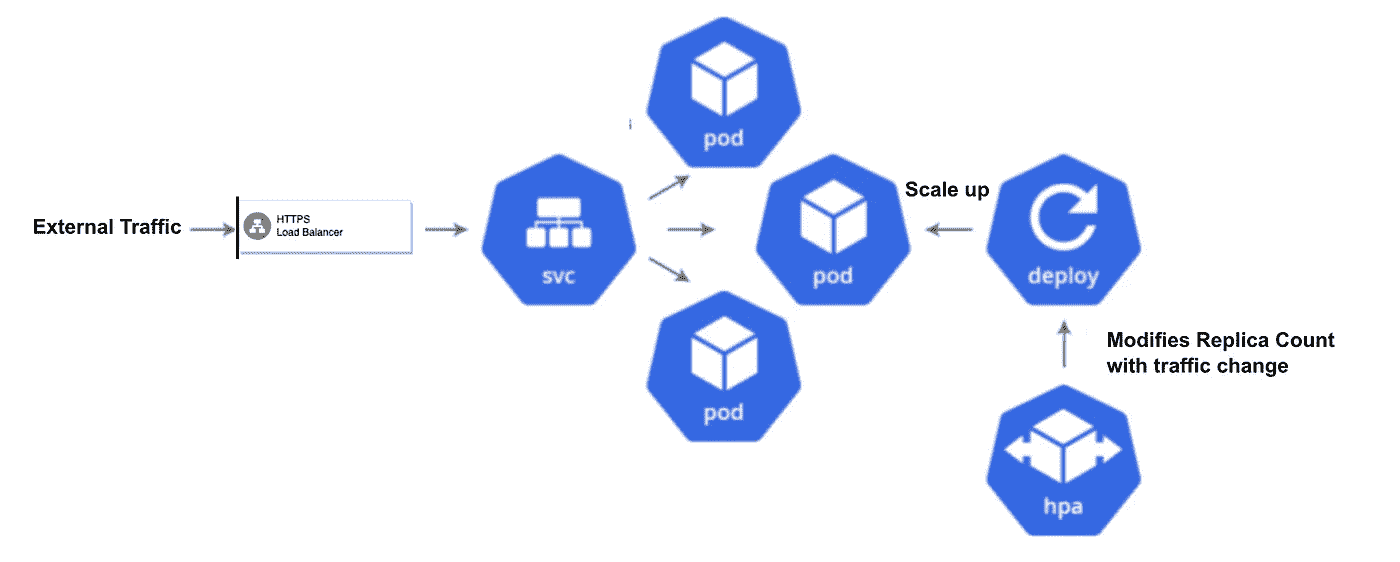 pod
External Traffic
HTTPS
Load Balancer
svc
pod
Scale up
deploy
pod
Modifies Replica Count
with traffic change
hpa